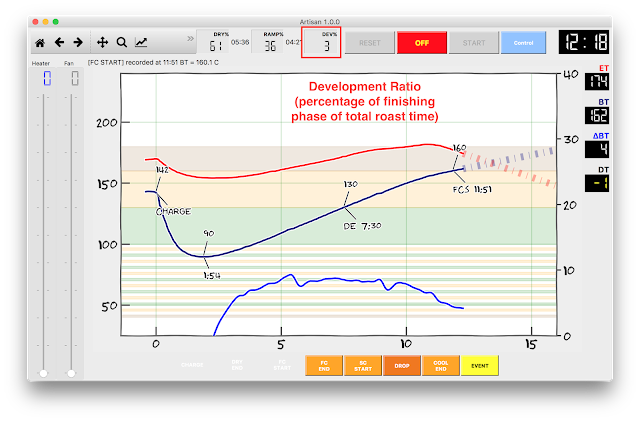 Artisan 1.0.0
DRY%
61 05:36
RAMP%
36 04:2
DEV%
3
RESET
OFF
START
Control
12:18
Heater
Fan
0
0
[FC START] recorded at 11:51 BT = 160.1 C
Development Ratio
(percentage of finishing
phase of total roast time)
ET
174
BT
162
ΔBT
4
DT
-1
200
150
100
50
40
30
20
10
0
142
CHARGE
90
1:54
130
DE 7:30
160
FCS 11:51
0
5
10
15
CHARGE
DRY
END
FC
START
FC
END
SC
START
DROP
COOL
END
EVENT